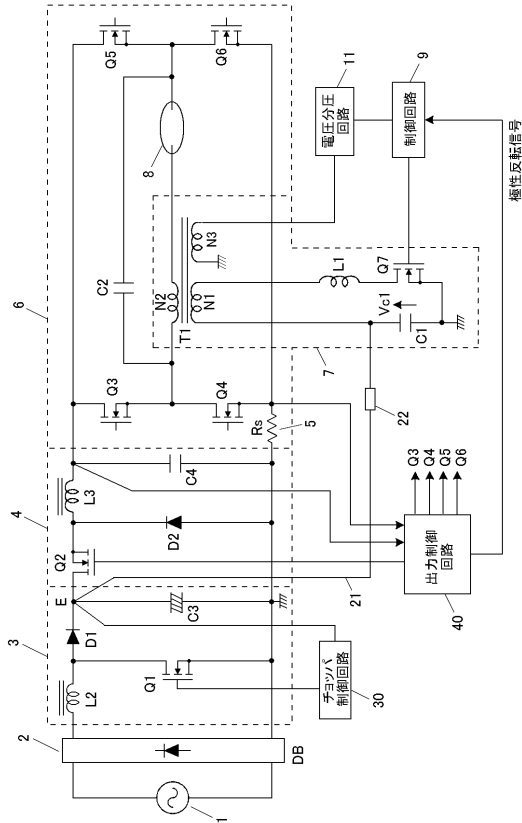 1
2
DB
3
L2
D1
Q1
E
C3
チョッパ
制御回路
30
4
Q2
D2
L3
C4
21
出力制御
回路
40
Q3
Q4
Q5
Q6
5
Rs
22
6
Q3
Q4
C2
N2
N1
T1
N3
7
L1
Vc1
C1
Q7
8
Q5
Q6
電圧分圧
回路
11
制御回路
9
極性反転信号